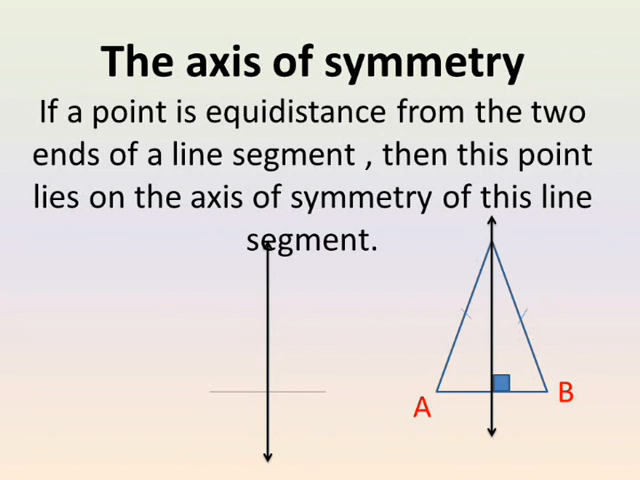 The axis of symmetry
If a point is equidistance from the two
ends of a line segment , then this point
lies on the axis of symmetry of this line
segment.
A
B